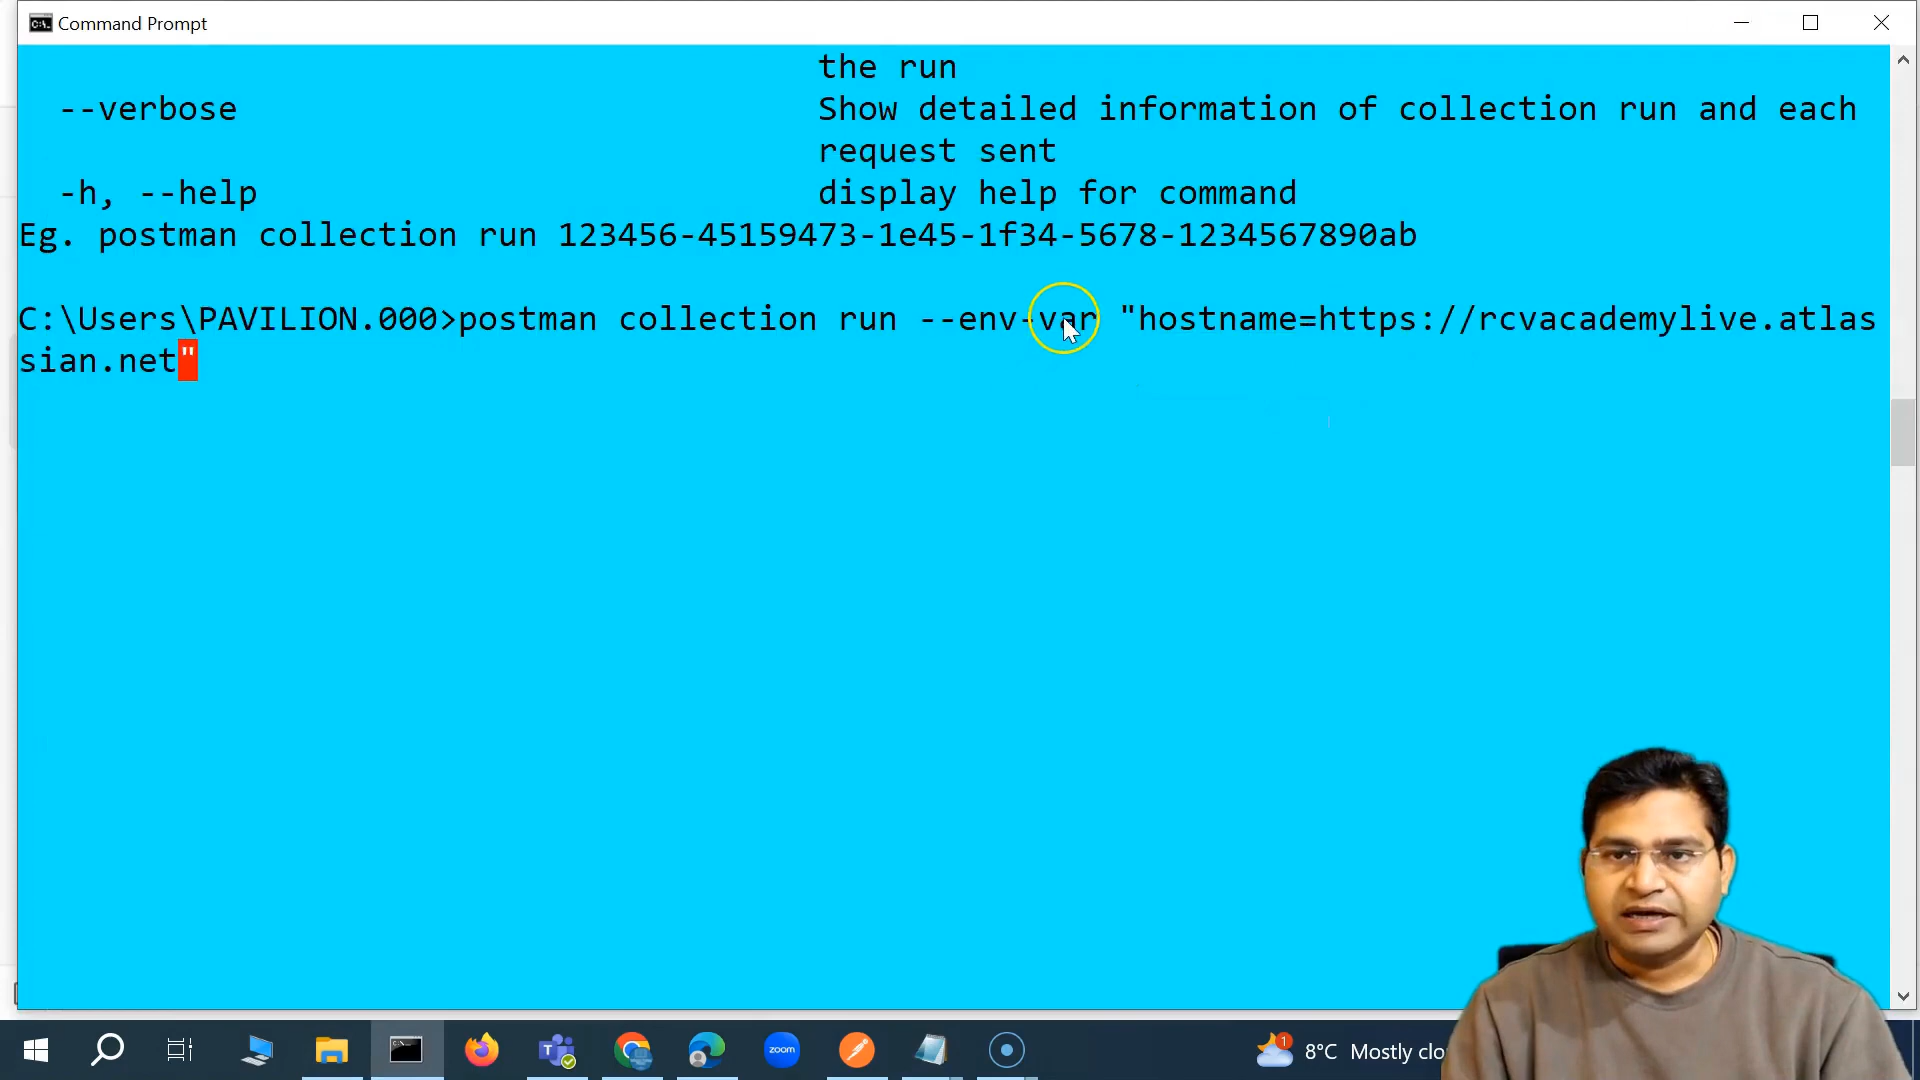 Command Prompt
the run
--verbose Show detailed information of collection run and each
request sent
-h, --help display help for command
Eg. postman collection run 123456-45159473-1e45-1f34-5678-1234567890ab
C:\Users\PAVILION.000>postman collection run --env-var "hostname=https://rcvacademylive.atlas
sian.net"
zoom
1
8°C Mostly clo